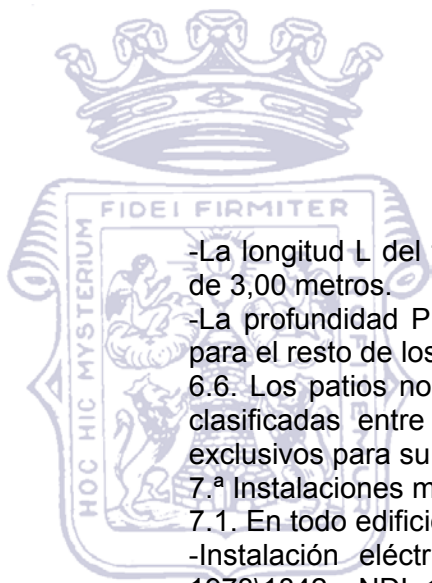 FIDEI FIRMITER
HOC HIC MYSTERIUM
-La longitud L del
de 3,00 metros.
-La profundidad P
para el resto de los
6.6. Los patios no
clasificadas entre
exclusivos para su
7.ª Instalaciones m
7.1. En todo edifici
-Instalación eléctr